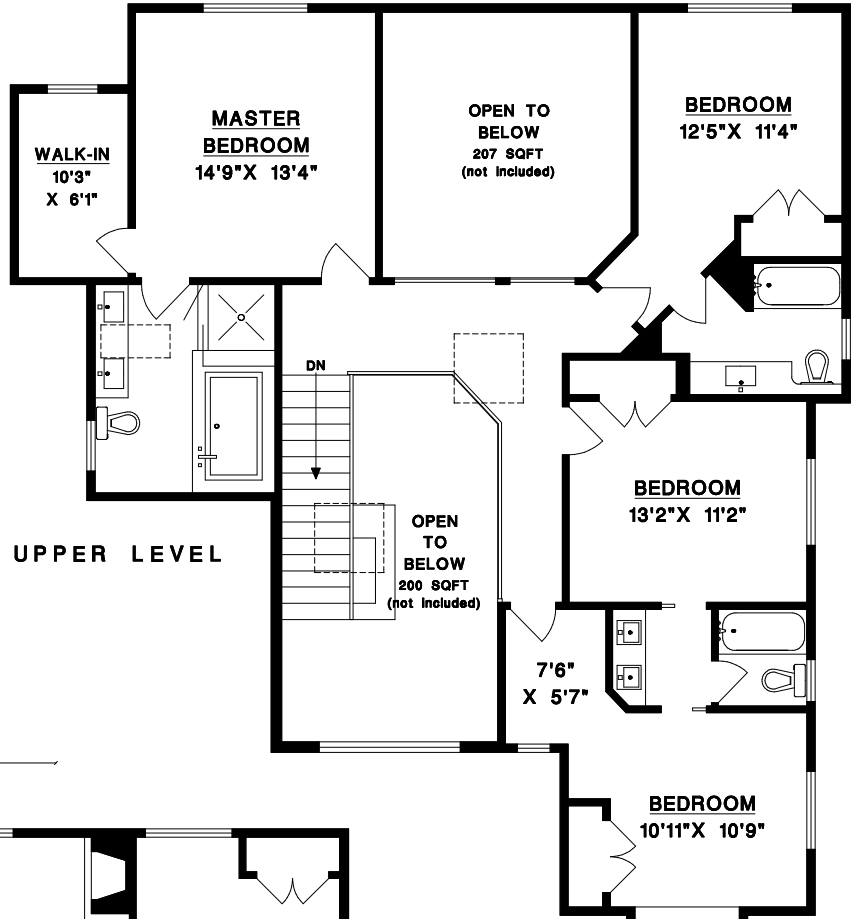 MASTER
BEDROOM
14'9"X 13'4"
OPEN TO
BELOW
207 SQFT
(not included)
BEDROOM
12'5"X 11'4"
WALK-IN
10'3"
X 6'1"
DN
BEDROOM
13'2"X 11'2"
OPEN
TO
BELOW
200 SQFT
(not included)
UPPER LEVEL
7'6"
X 5'7"
BEDROOM
10'11"X 10'9"